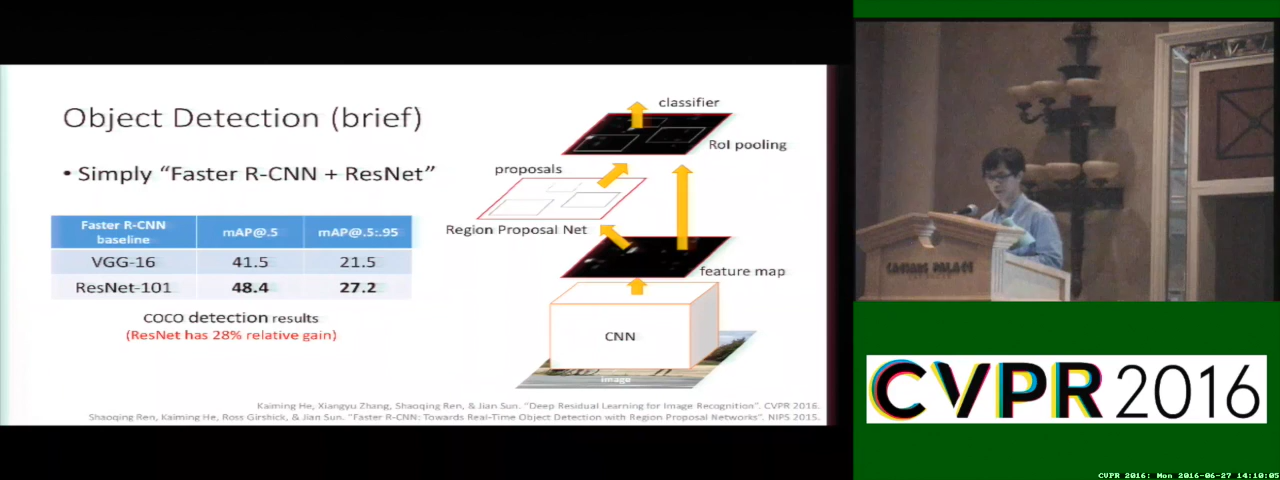 Object Detection (brief)
• Simply “Faster R-CNN + ResNet”
Faster R-CNN baseline mAP@.5 mAP@.5:.95
VGG-16 41.5 21.5
ResNet-101 48.4 27.2
COCO detection results
(ResNet has 28% relative gain)
classifier
RoI pooling
proposals
Region Proposal Net
feature map
CNN
image
Kaiming He, Xiangyu Zhang, Shaoqing Ren, & Jian Sun. “Deep Residual Learning for Image Recognition”. CVPR 2016.
Shaoqing Ren, Kaiming He, Ross Girshick, & Jian Sun. “Faster R-CNN: Towards Real-Time Object Detection with Region Proposal Networks”. NIPS 2015.
CAESARS PALACE
CVPR 2016
CVPR 2016: Mon 2016-06-27 14:10:05